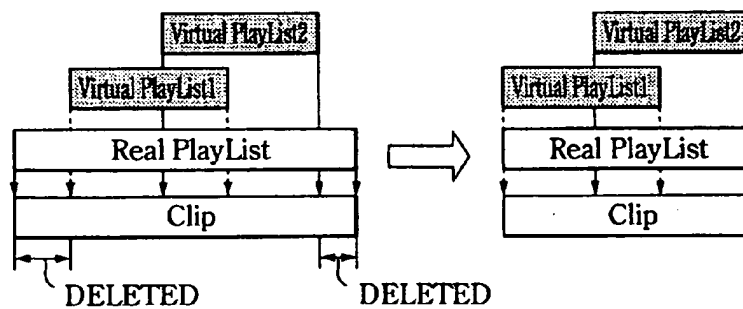 Virtual PlayList2
Virtual PlayList1
Real PlayList
Clip
DELETED
DELETED
Virtual PlayList2
Virtual PlayList1
Real PlayList
Clip